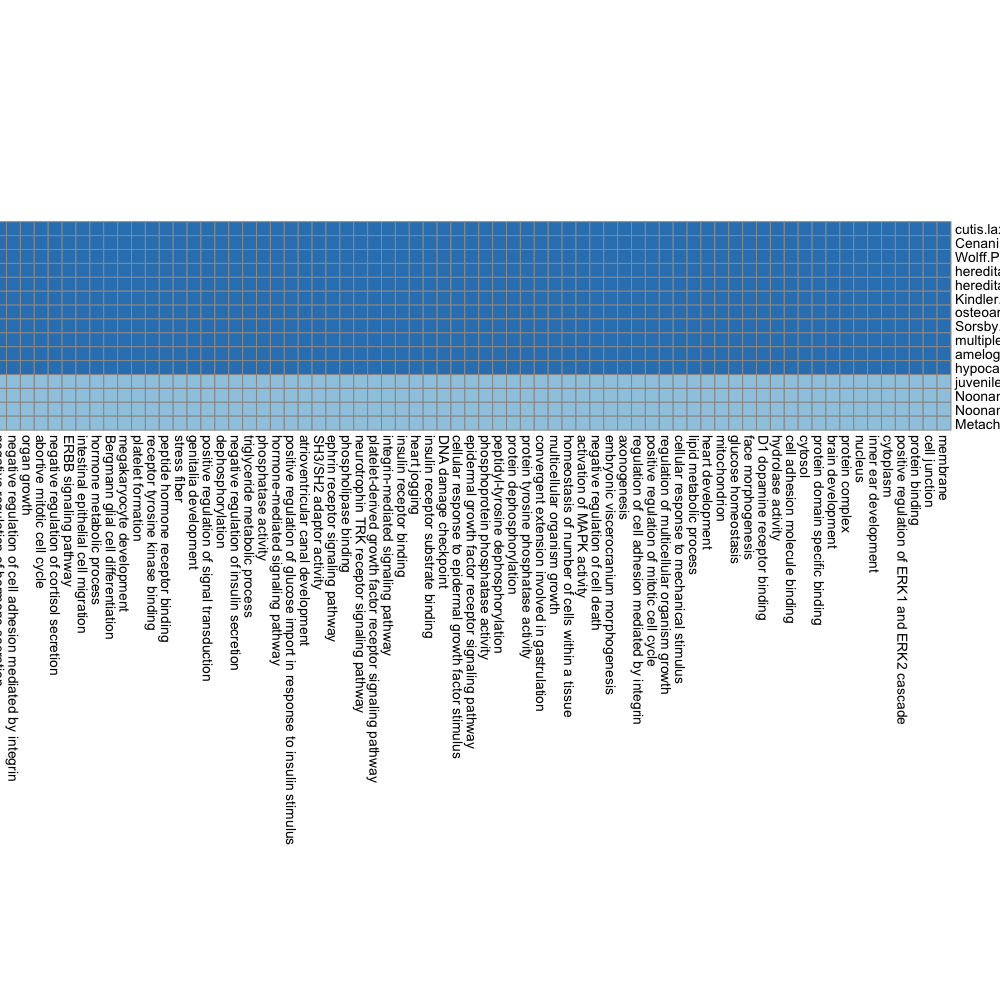 cutis.la
Cenani
Wolff.P
heredita
heredita
Kindler.
osteoar
Sorsby.
multiple
amelog
hypoca
juvenile
Noonan
Noonan
Metach
negative regulation of cell adhesion mediated by integrin
organ growth
abortive mitotic cell cycle
negative regulation of cortisol secretion
ERBB signaling pathway
intestinal epithelial cell migration
hormone metabolic process
Bergmann glial cell differentiation
megakaryocyte development
platelet formation
receptor tyrosine kinase binding
peptide hormone receptor binding
stress fiber
genitalia development
positive regulation of signal transduction
dephosphorylation
negative regulation of insulin secretion
triglyceride metabolic process
phosphatase activity
hormone-mediated signaling pathway
positive regulation of glucose import in response to insulin stimulus
atrioventricular canal development
SH3/SH2 adaptor activity
ephrin receptor signaling pathway
phospholipase binding
neurotrophin TRK receptor signaling pathway
platelet-derived growth factor receptor signaling pathway
integrin-mediated signaling pathway
insulin receptor binding
heart jogging
insulin receptor substrate binding
DNA damage checkpoint
cellular response to epidermal growth factor stimulus
epidermal growth factor receptor signaling pathway
phosphoprotein phosphatase activity
peptidyl-tyrosine dephosphorylation
protein dephosphorylation
protein tyrosine phosphatase activity
convergent extension involved in gastrulation
multicellular organism growth
homeostasis of number of cells within a tissue
activation of MAPK activity
negative regulation of cell death
embryonic viscerocranium morphogenesis
axonogenesis
regulation of cell adhesion mediated by integrin
positive regulation of mitotic cell cycle
regulation of multicellular organism growth
cellular response to mechanical stimulus
lipid metabolic process
heart development
mitochondrion
glucose homeostasis
face morphogenesis
D1 dopamine receptor binding
hydrolase activity
cell adhesion molecule binding
cytosol
protein domain specific binding
brain development
protein complex
nucleus
inner ear development
cytoplasm
positive regulation of ERK1 and ERK2 cascade
protein binding
cell junction
membrane